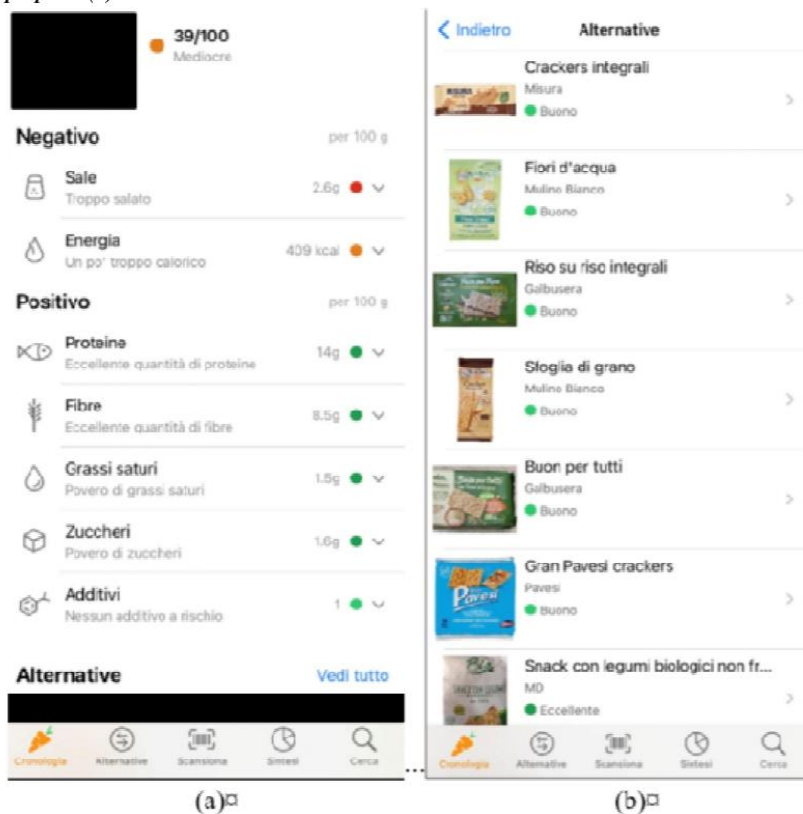 39/100
Mediocre
Negativo per 100 g
Sale
Troppo salato
2.6g
Energia
Un po' troppo calorico
409 kcal
Positivo per 100 g
Proteine
Eccellente quantità di proteine
14g
Fibre
Eccellente quantità di fibre
8.5g
Grassi saturi
Povero di grassi saturi
1.5g
Zuccheri
Povero di zuccheri
1.6g
Additivi
Nessun additivo a rischio
1
Alternative Vedi tutto
Cronologia Alternative Scansiona Sintesi Cerca
(a)¤
Indietro Alternative
Crackers integrali
Misura
Buono
Fiori d'acqua
Mulino Bianco
Buono
Riso su riso integrali
Galbusera
Buono
Sfoglia di grano
Mulino Bianco
Buono
Buon per tutti
Galbusera
Buono
Gran Pavesi crackers
Pavesi
Buono
Pavesi
Snack con legumi biologici non fr...
MD
Eccellente
Cronologia Alternative Scansiona Sintesi Cerca
...
(b)¤